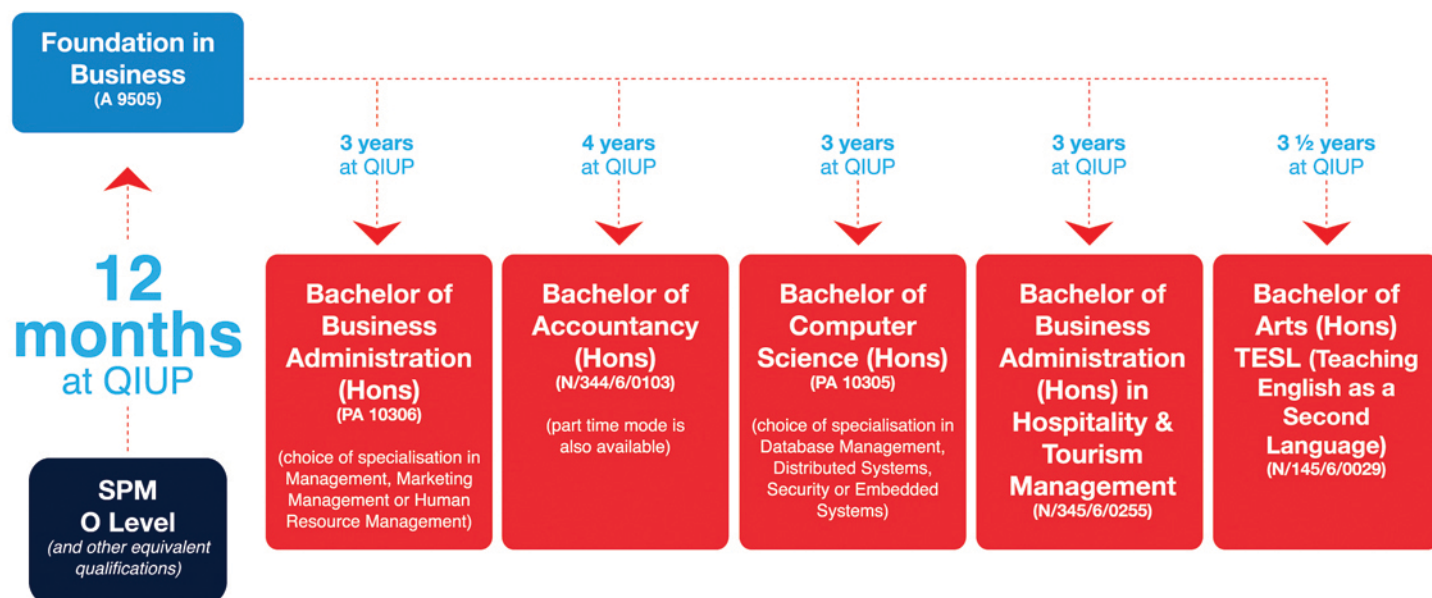 Foundation in
Business
(A 9505)
12
months
at QIUP
SPM
O Level
(and other equivalent
qualifications)
3 years
at QIUP
4 years
at QIUP
3 years
at QIUP
3 years
at QIUP
3 ½ years
at QIUP
Bachelor of
Business
Administration
(Hons)
(PA 10306)
(choice of specialisation in
Management, Marketing
Management or Human
Resource Management)
Bachelor of
Accountancy
(Hons)
(N/344/6/0103)
(part time mode is
also available)
Bachelor of
Computer
Science (Hons)
(PA 10305)
(choice of specialisation in
Database Management,
Distributed Systems,
Security or Embedded
Systems)
Bachelor of
Business
Administration
(Hons) in
Hospitality &
Tourism
Management
(N/345/6/0255)
Bachelor of
Arts (Hons)
TESL (Teaching
English as a
Second
Language)
(N/145/6/0029)